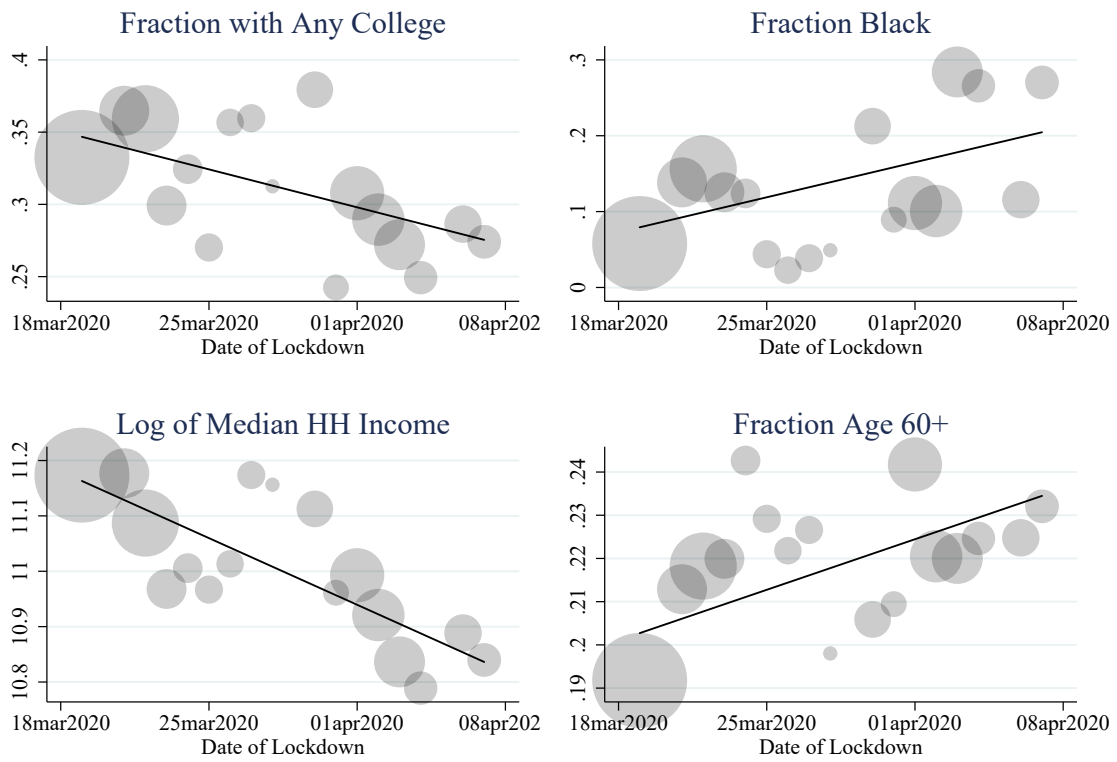 Fraction with Any College
.4
.35
.3
.25
18mar2020 25mar2020 01apr2020 08apr202
Date of Lockdown
Fraction Black
.3
.2
.1
0
18mar2020 25mar2020 01apr2020 08apr2020
Date of Lockdown
Log of Median HH Income
11.2
11.1
11
10.9
10.8
18mar2020 25mar2020 01apr2020 08apr2020
Date of Lockdown
Fraction Age 60+
.24
.23
.22
.21
.2
.19
18mar2020 25mar2020 01apr2020 08apr2020
Date of Lockdown